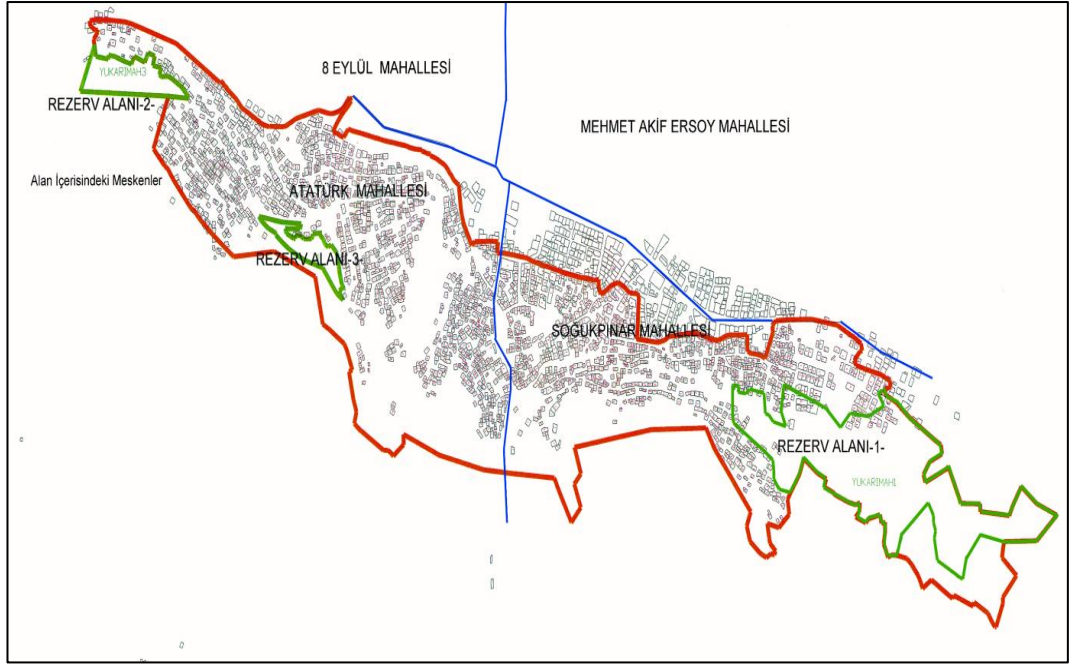 8 EYLÜL MAHALLESİ
YUKARIMAH3
REZERV ALANI-2-
MEHMET AKİF ERSOY MAHALLESİ
Alan İçerisindeki Meskenler
ATATÜRK MAHALLESİ
REZERV ALANI-3-
SOĞUKPINAR MAHALLESİ
REZERV ALANI-1-
YUKARIMAH1